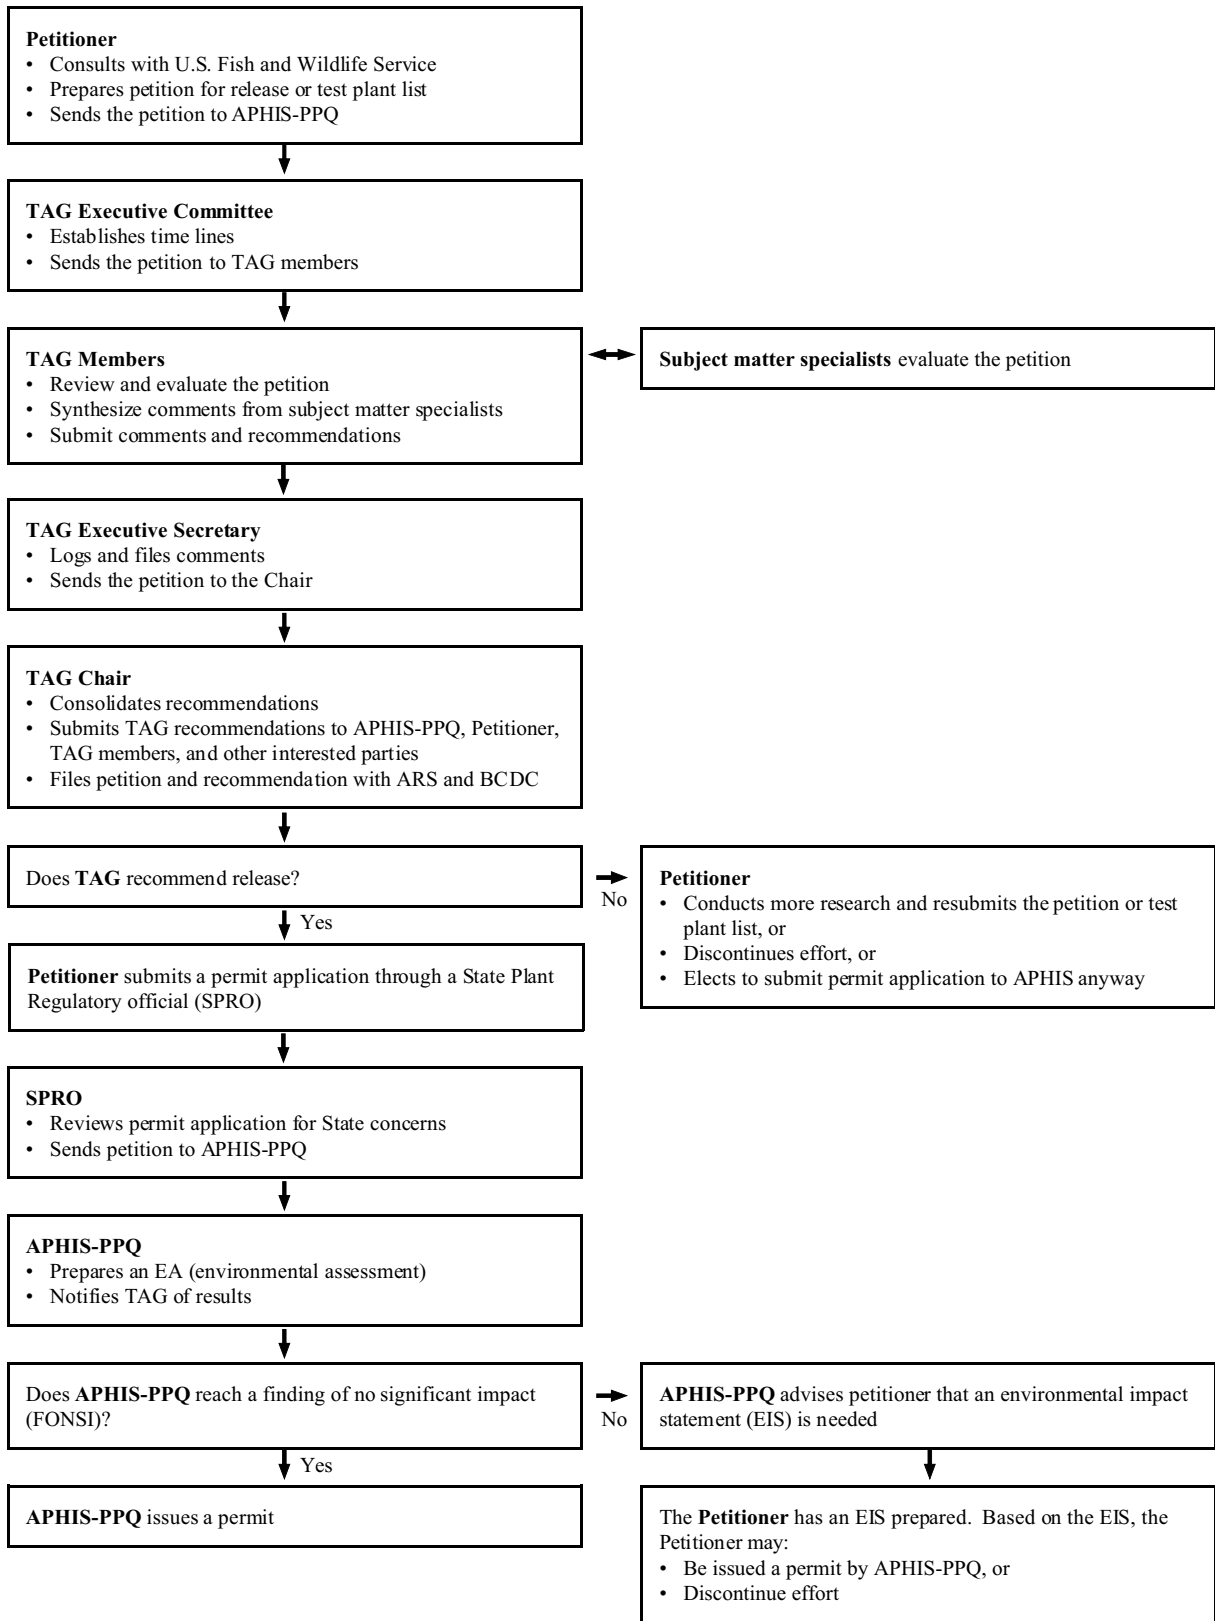 Petitioner
• Consults with U.S. Fish and Wildlife Service
• Prepares petition for release or test plant list
• Sends the petition to APHIS-PPQ
TAG Executive Committee
• Establishes time lines
• Sends the petition to TAG members
TAG Members
• Review and evaluate the petition
• Synthesize comments from subject matter specialists
• Submit comments and recommendations
Subject matter specialists evaluate the petition
TAG Executive Secretary
• Logs and files comments
• Sends the petition to the Chair
TAG Chair
• Consolidates recommendations
• Submits TAG recommendations to APHIS-PPQ, Petitioner,
TAG members, and other interested parties
• Files petition and recommendation with ARS and BCDC
Does TAG recommend release?
No
Petitioner
• Conducts more research and resubmits the petition or test
plant list, or
• Discontinues effort, or
• Elects to submit permit application to APHIS anyway
Yes
Petitioner submits a permit application through a State Plant
Regulatory official (SPRO)
SPRO
• Reviews permit application for State concerns
• Sends petition to APHIS-PPQ
APHIS-PPQ
• Prepares an EA (environmental assessment)
• Notifies TAG of results
Does APHIS-PPQ reach a finding of no significant impact
(FONSI)?
No
APHIS-PPQ advises petitioner that an environmental impact
statement (EIS) is needed
Yes
APHIS-PPQ issues a permit
The Petitioner has an EIS prepared. Based on the EIS, the
Petitioner may:
• Be issued a permit by APHIS-PPQ, or
• Discontinue effort